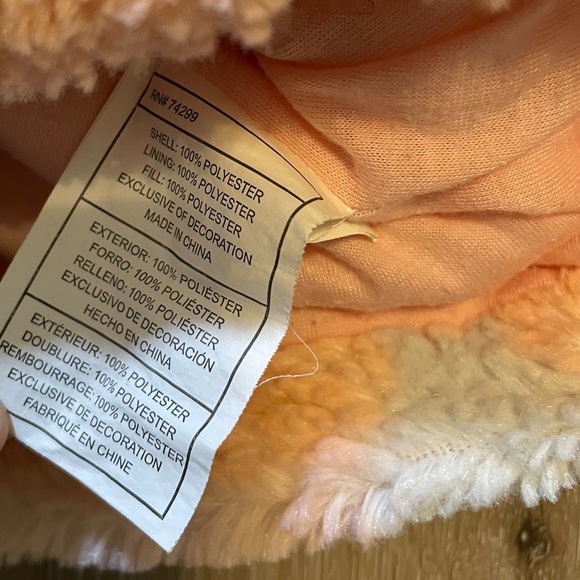 RN# 74299
SHELL: 100% POLYESTER
LINING: 100% POLYESTER
FILL: 100% POLYESTER
EXCLUSIVE OF DECORATION
MADE IN CHINA
EXTERIOR: 100% POLIÉSTER
FORRO: 100% POLIÉSTER
RELLENO: 100% POLIÉSTER
EXCLUSIVO DE DECORACIÓN
HECHO EN CHINA
EXTÉRIEUR: 100% POLYESTER
DOUBLURE: 100% POLYESTER
REMBOURRAGE: 100% POLYESTER
EXCLUSIVE OF DECORATION
FABRIQUÉ EN CHINE